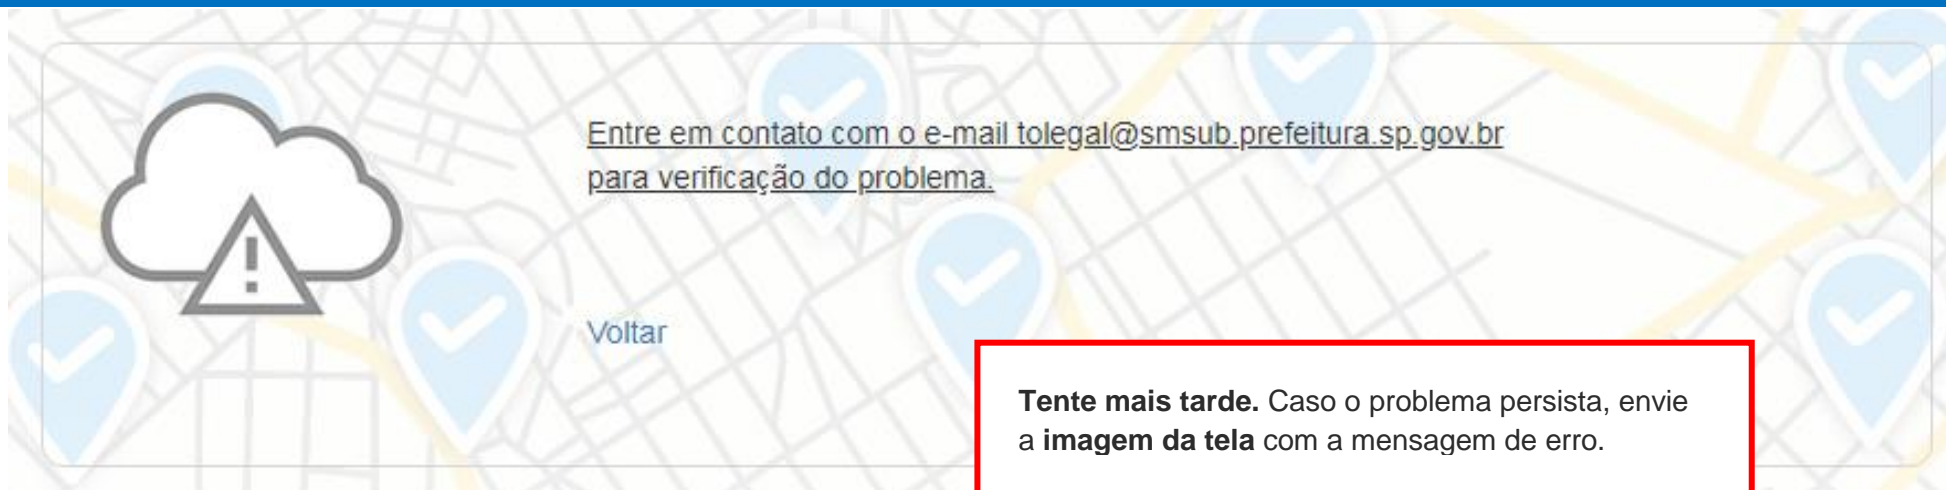 Entre em contato com o e-mail tolegal@smsub.prefeitura.sp.gov.br
para verificação do problema.
Voltar
Tente mais tarde. Caso o problema persista, envie
a imagem da tela com a mensagem de erro.